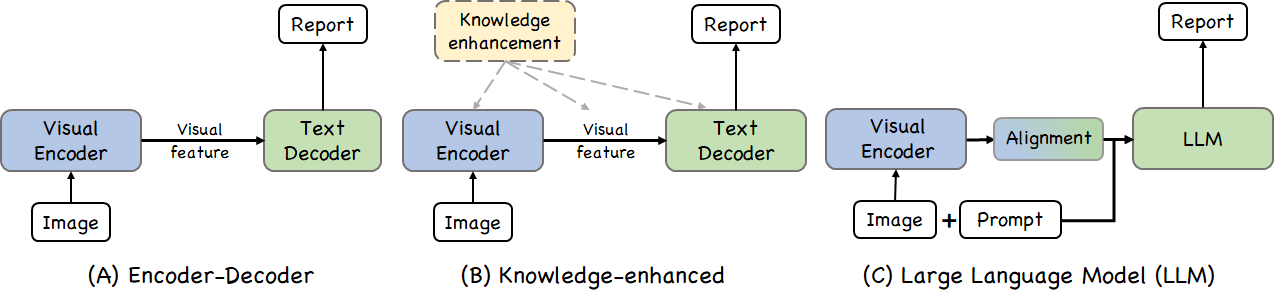 Report
Visual
Encoder
Visual
feature
Text
Decoder
Image
(A) Encoder-Decoder
Knowledge
enhancement
Report
Visual
Encoder
Visual
feature
Text
Decoder
Image
(B) Knowledge-enhanced
Report
Visual
Encoder
Alignment
LLM
Image
+
Prompt
(C) Large Language Model (LLM)